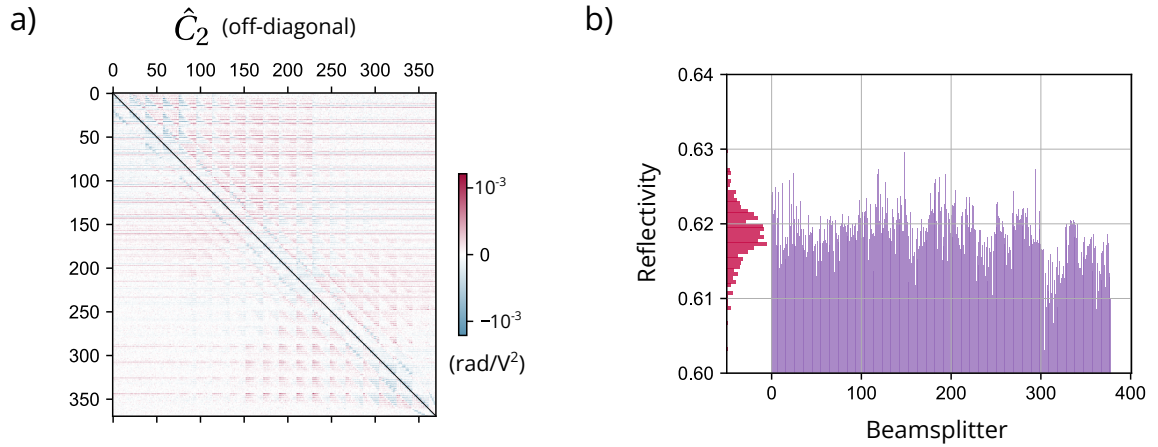 a)
Ĉ₂ (off-diagonal)
0 50 100 150 200 250 300 350
0
50
100
150
200
250
300
350
10⁻³
0
−10⁻³
(rad/V²)
b)
0.64
0.63
0.62
0.61
0.60
Reflectivity
0 100 200 300 400
Beamsplitter